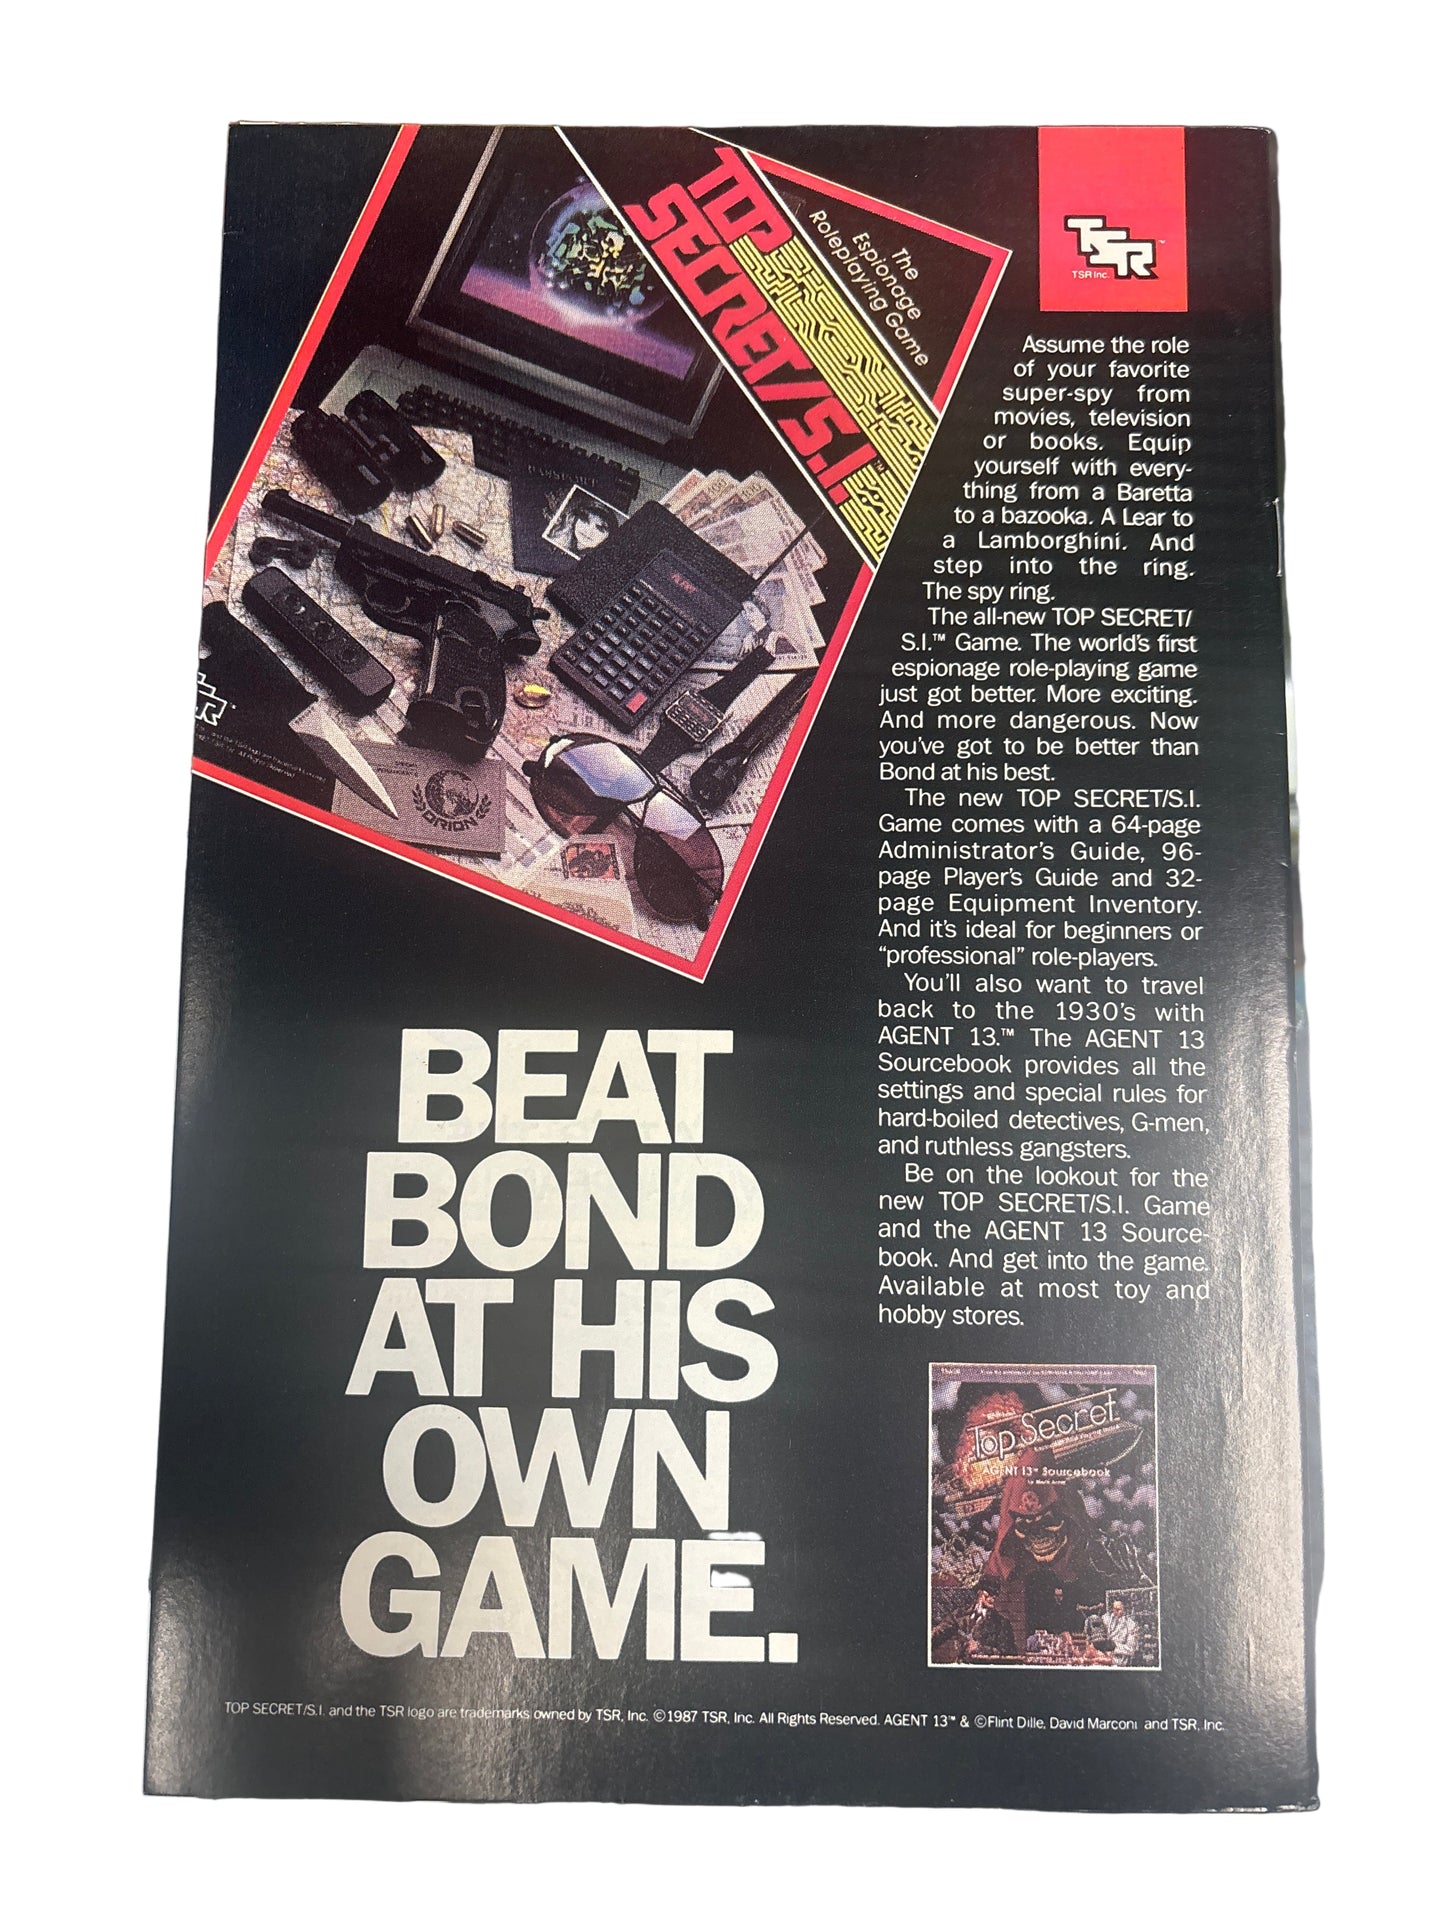 TOP
SECRET/S.I.™
The
Espionage
Roleplaying Game
TSR™
TSR Inc.
ORION
Assume the role
of your favorite
super-spy from
movies, television
or books. Equip
yourself with every-
thing from a Baretta
to a bazooka. A Lear to
a Lamborghini. And
step into the ring.
The spy ring.
The all-new TOP SECRET/
S.I.™ Game. The world's first
espionage role-playing game
just got better. More exciting.
And more dangerous. Now
you've got to be better than
Bond at his best.
The new TOP SECRET/S.I.
Game comes with a 64-page
Administrator's Guide, 96-
page Player's Guide and 32-
page Equipment Inventory.
And it's ideal for beginners or
“professional” role-players.
You'll also want to travel
back to the 1930's with
AGENT 13.™ The AGENT 13
Sourcebook provides all the
settings and special rules for
hard-boiled detectives, G-men,
and ruthless gangsters.
Be on the lookout for the
new TOP SECRET/S.I. Game
and the AGENT 13 Source-
book. And get into the game.
Available at most toy and
hobby stores.
BEAT
BOND
AT HIS
OWN
GAME.
Top Secret
AGENT 13™ Sourcebook
TOP SECRET/S.I. and the TSR logo are trademarks owned by TSR, Inc. ©1987 TSR, Inc. All Rights Reserved. AGENT 13™ & ©Flint Dille, David Marconi and TSR, Inc.